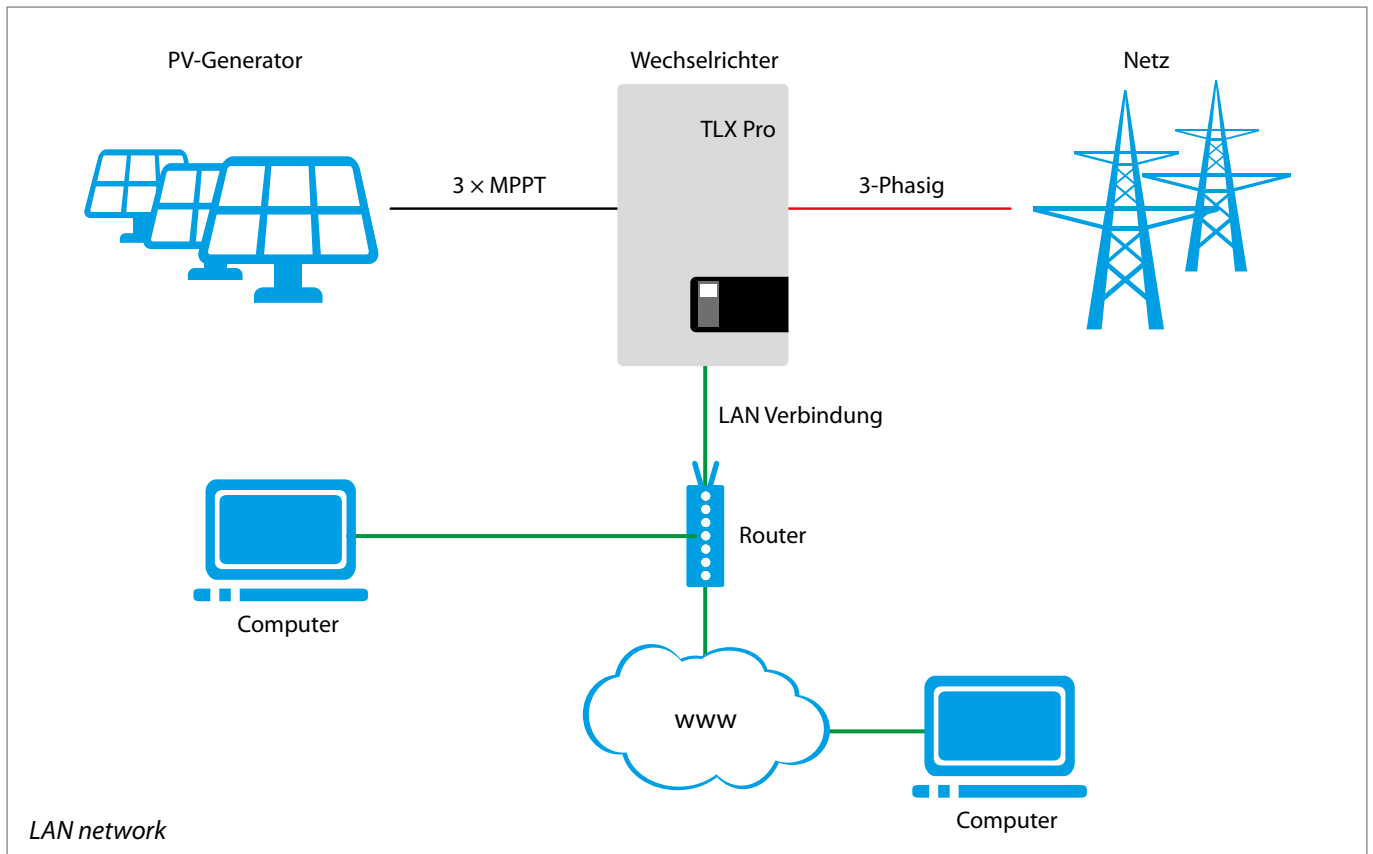 PV-Generator
Wechselrichter
Netz
TLX Pro
3 × MPPT
3-Phasig
LAN Verbindung
Router
Computer
www
Computer
LAN network